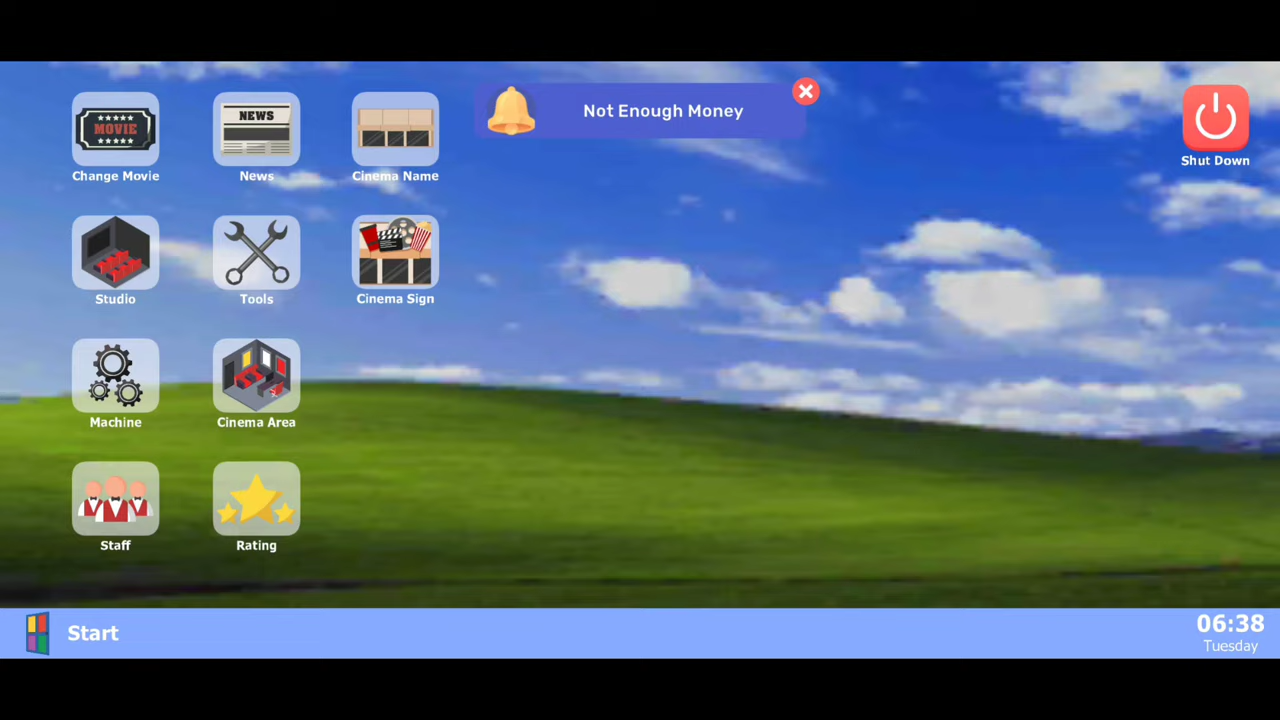 MOVIE
Change Movie
NEWS
News
Cinema Name
Not Enough Money
Shut Down
Studio
Tools
Cinema Sign
Machine
Cinema Area
Staff
Rating
Start
06:38
Tuesday